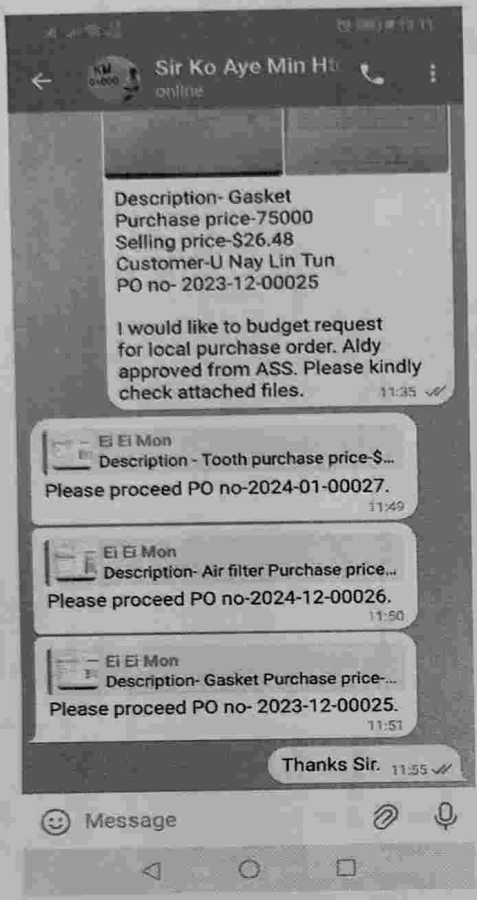 Sir Ko Aye Min Ht
online
KM
Description- Gasket
Purchase price-75000
Selling price-$26.48
Customer-U Nay Lin Tun
PO no- 2023-12-00025
I would like to budget request
for local purchase order. Aldy
approved from ASS. Please kindly
check attached files.
11:35
Ei Ei Mon
Description - Tooth purchase price-$...
Please proceed PO no-2024-01-00027.
11:49
Ei Ei Mon
Description- Air filter Purchase price...
Please proceed PO no-2024-12-00026.
11:50
Ei Ei Mon
Description- Gasket Purchase price-...
Please proceed PO no- 2023-12-00025.
11:51
Thanks Sir. 11:55
Message